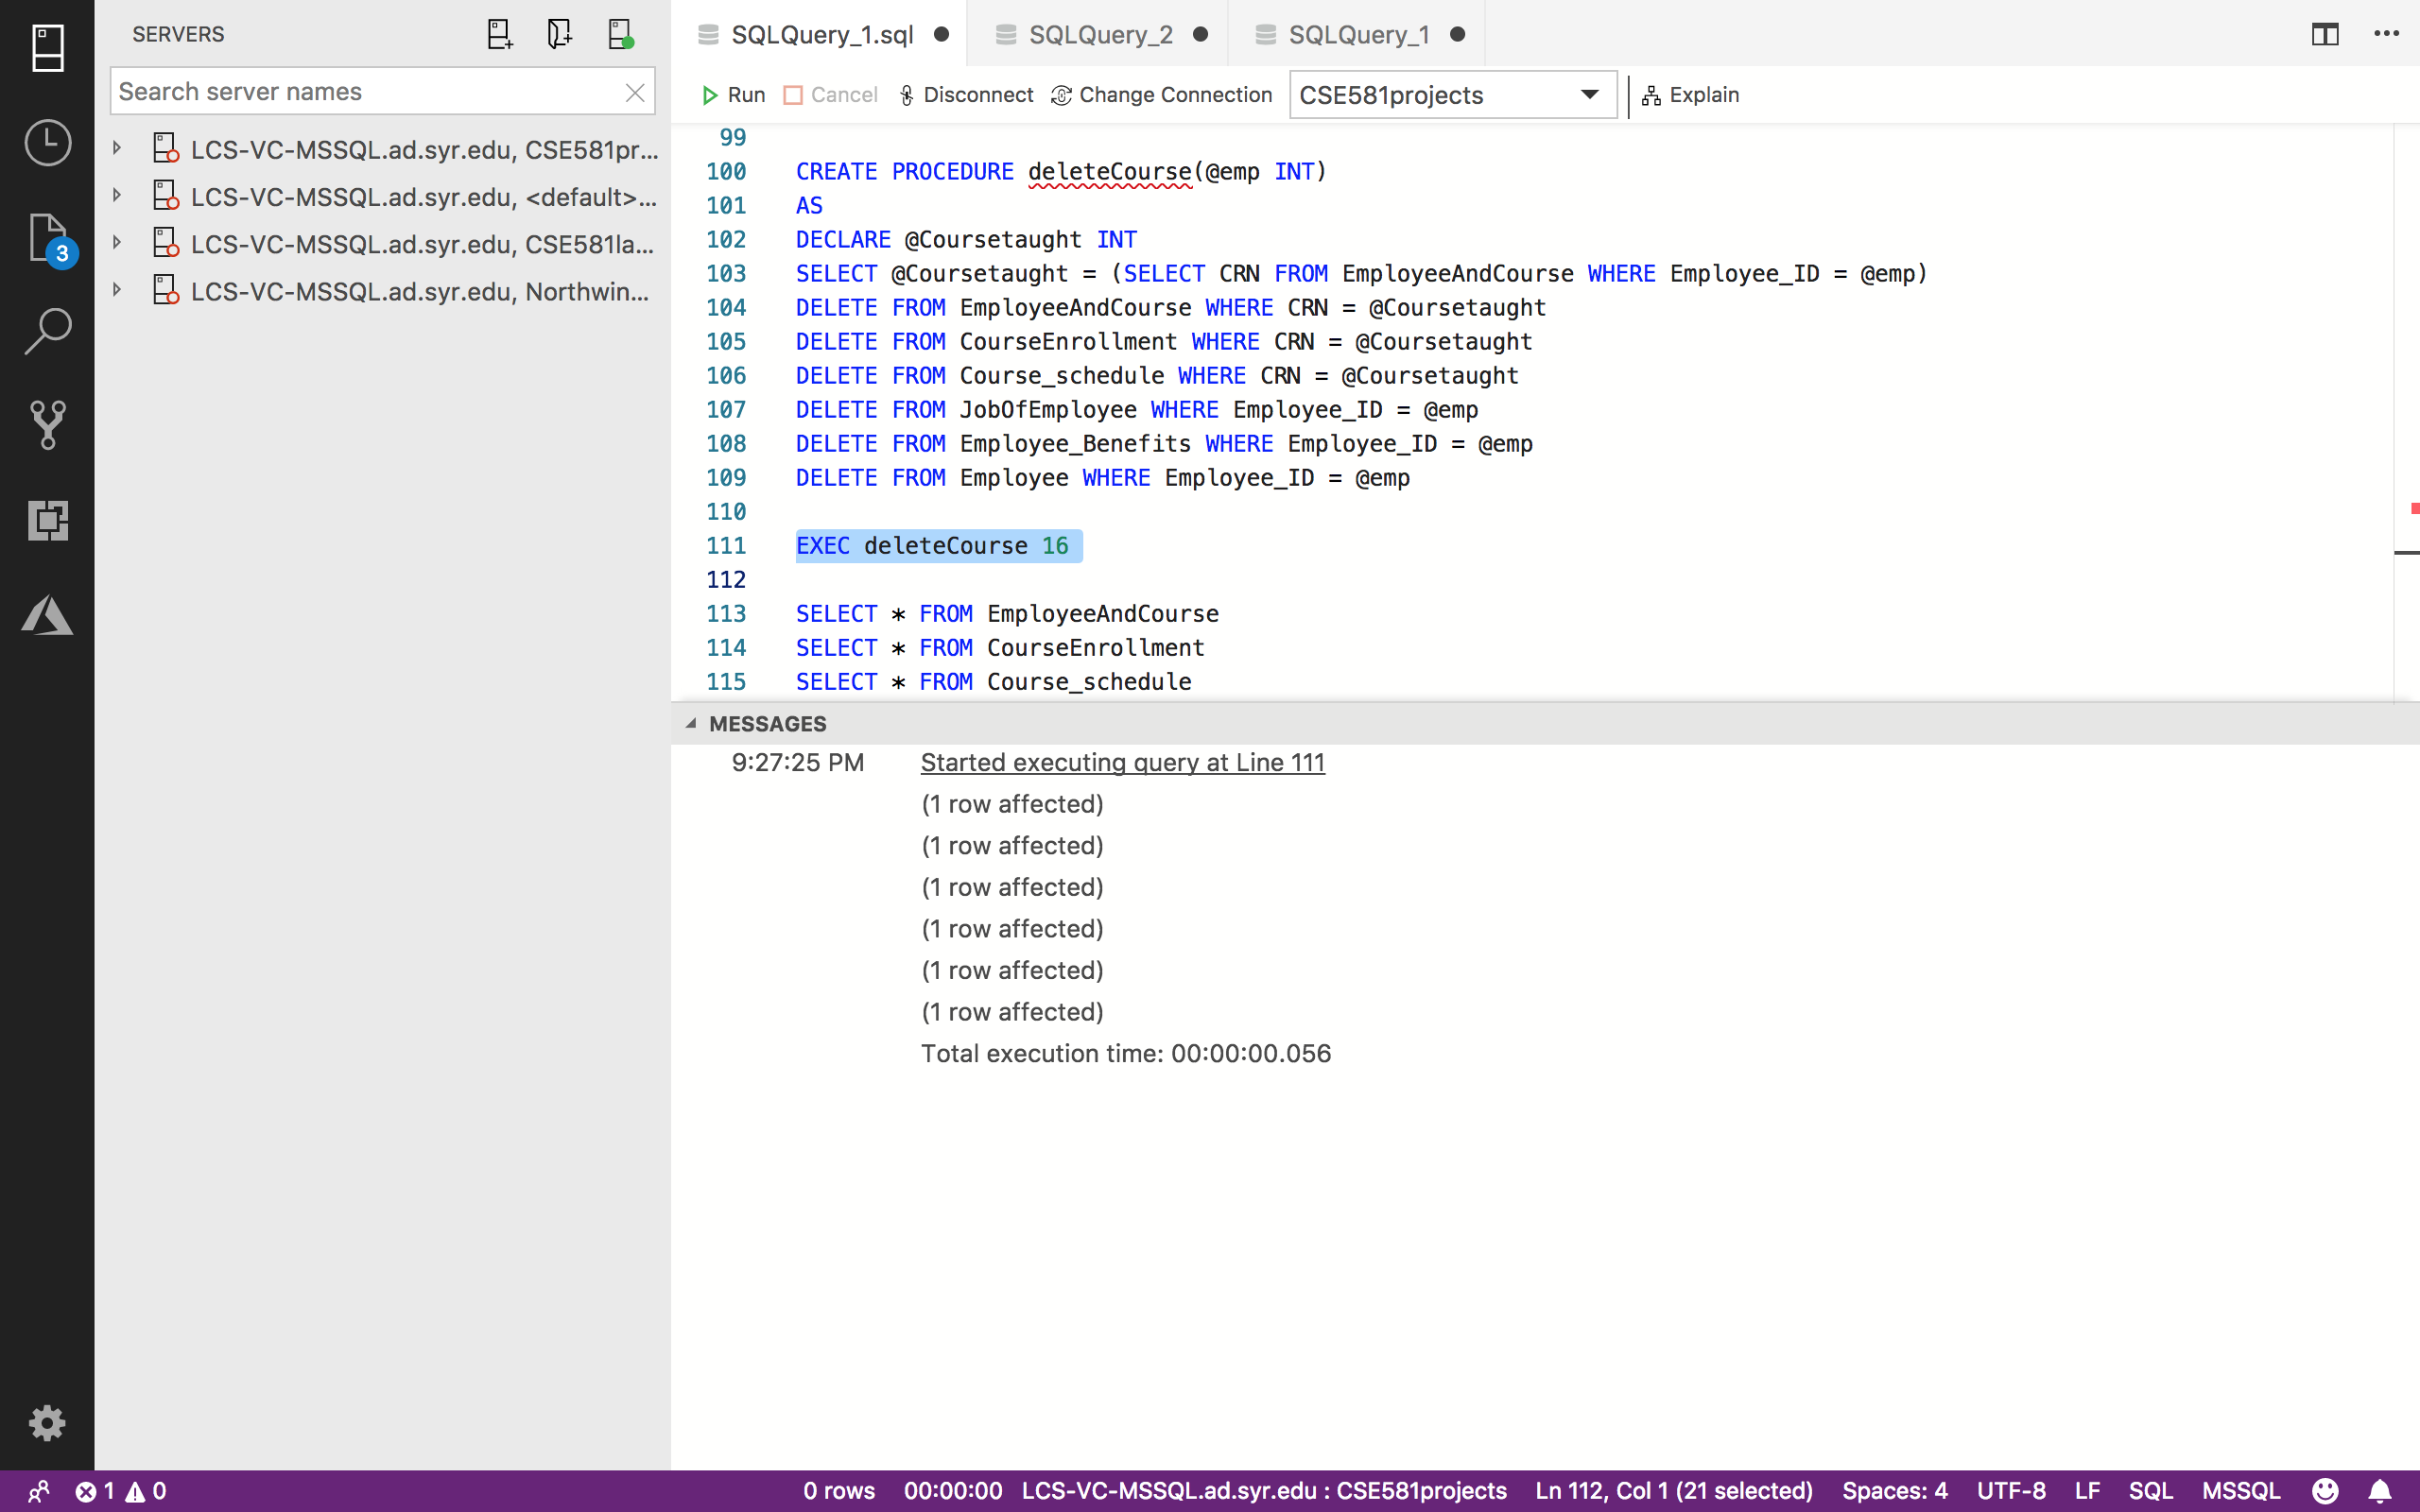 SERVERS
Search server names
LCS-VC-MSSQL.ad.syr.edu, CSE581pr...
LCS-VC-MSSQL.ad.syr.edu, <default>...
LCS-VC-MSSQL.ad.syr.edu, CSE581la...
LCS-VC-MSSQL.ad.syr.edu, Northwin...
3
SQLQuery_1.sql SQLQuery_2 SQLQuery_1
Run Cancel Disconnect Change Connection CSE581projects Explain
99
100 CREATE PROCEDURE deleteCourse(@emp INT)
101 AS
102 DECLARE @Coursetaught INT
103 SELECT @Coursetaught = (SELECT CRN FROM EmployeeAndCourse WHERE Employee_ID = @emp)
104 DELETE FROM EmployeeAndCourse WHERE CRN = @Coursetaught
105 DELETE FROM CourseEnrollment WHERE CRN = @Coursetaught
106 DELETE FROM Course_schedule WHERE CRN = @Coursetaught
107 DELETE FROM JobOfEmployee WHERE Employee_ID = @emp
108 DELETE FROM Employee_Benefits WHERE Employee_ID = @emp
109 DELETE FROM Employee WHERE Employee_ID = @emp
110
111 EXEC deleteCourse 16
112
113 SELECT * FROM EmployeeAndCourse
114 SELECT * FROM CourseEnrollment
115 SELECT * FROM Course_schedule
MESSAGES
9:27:25 PM Started executing query at Line 111
(1 row affected)
(1 row affected)
(1 row affected)
(1 row affected)
(1 row affected)
(1 row affected)
Total execution time: 00:00:00.056
1 0 0 rows 00:00:00 LCS-VC-MSSQL.ad.syr.edu : CSE581projects Ln 112, Col 1 (21 selected) Spaces: 4 UTF-8 LF SQL MSSQL